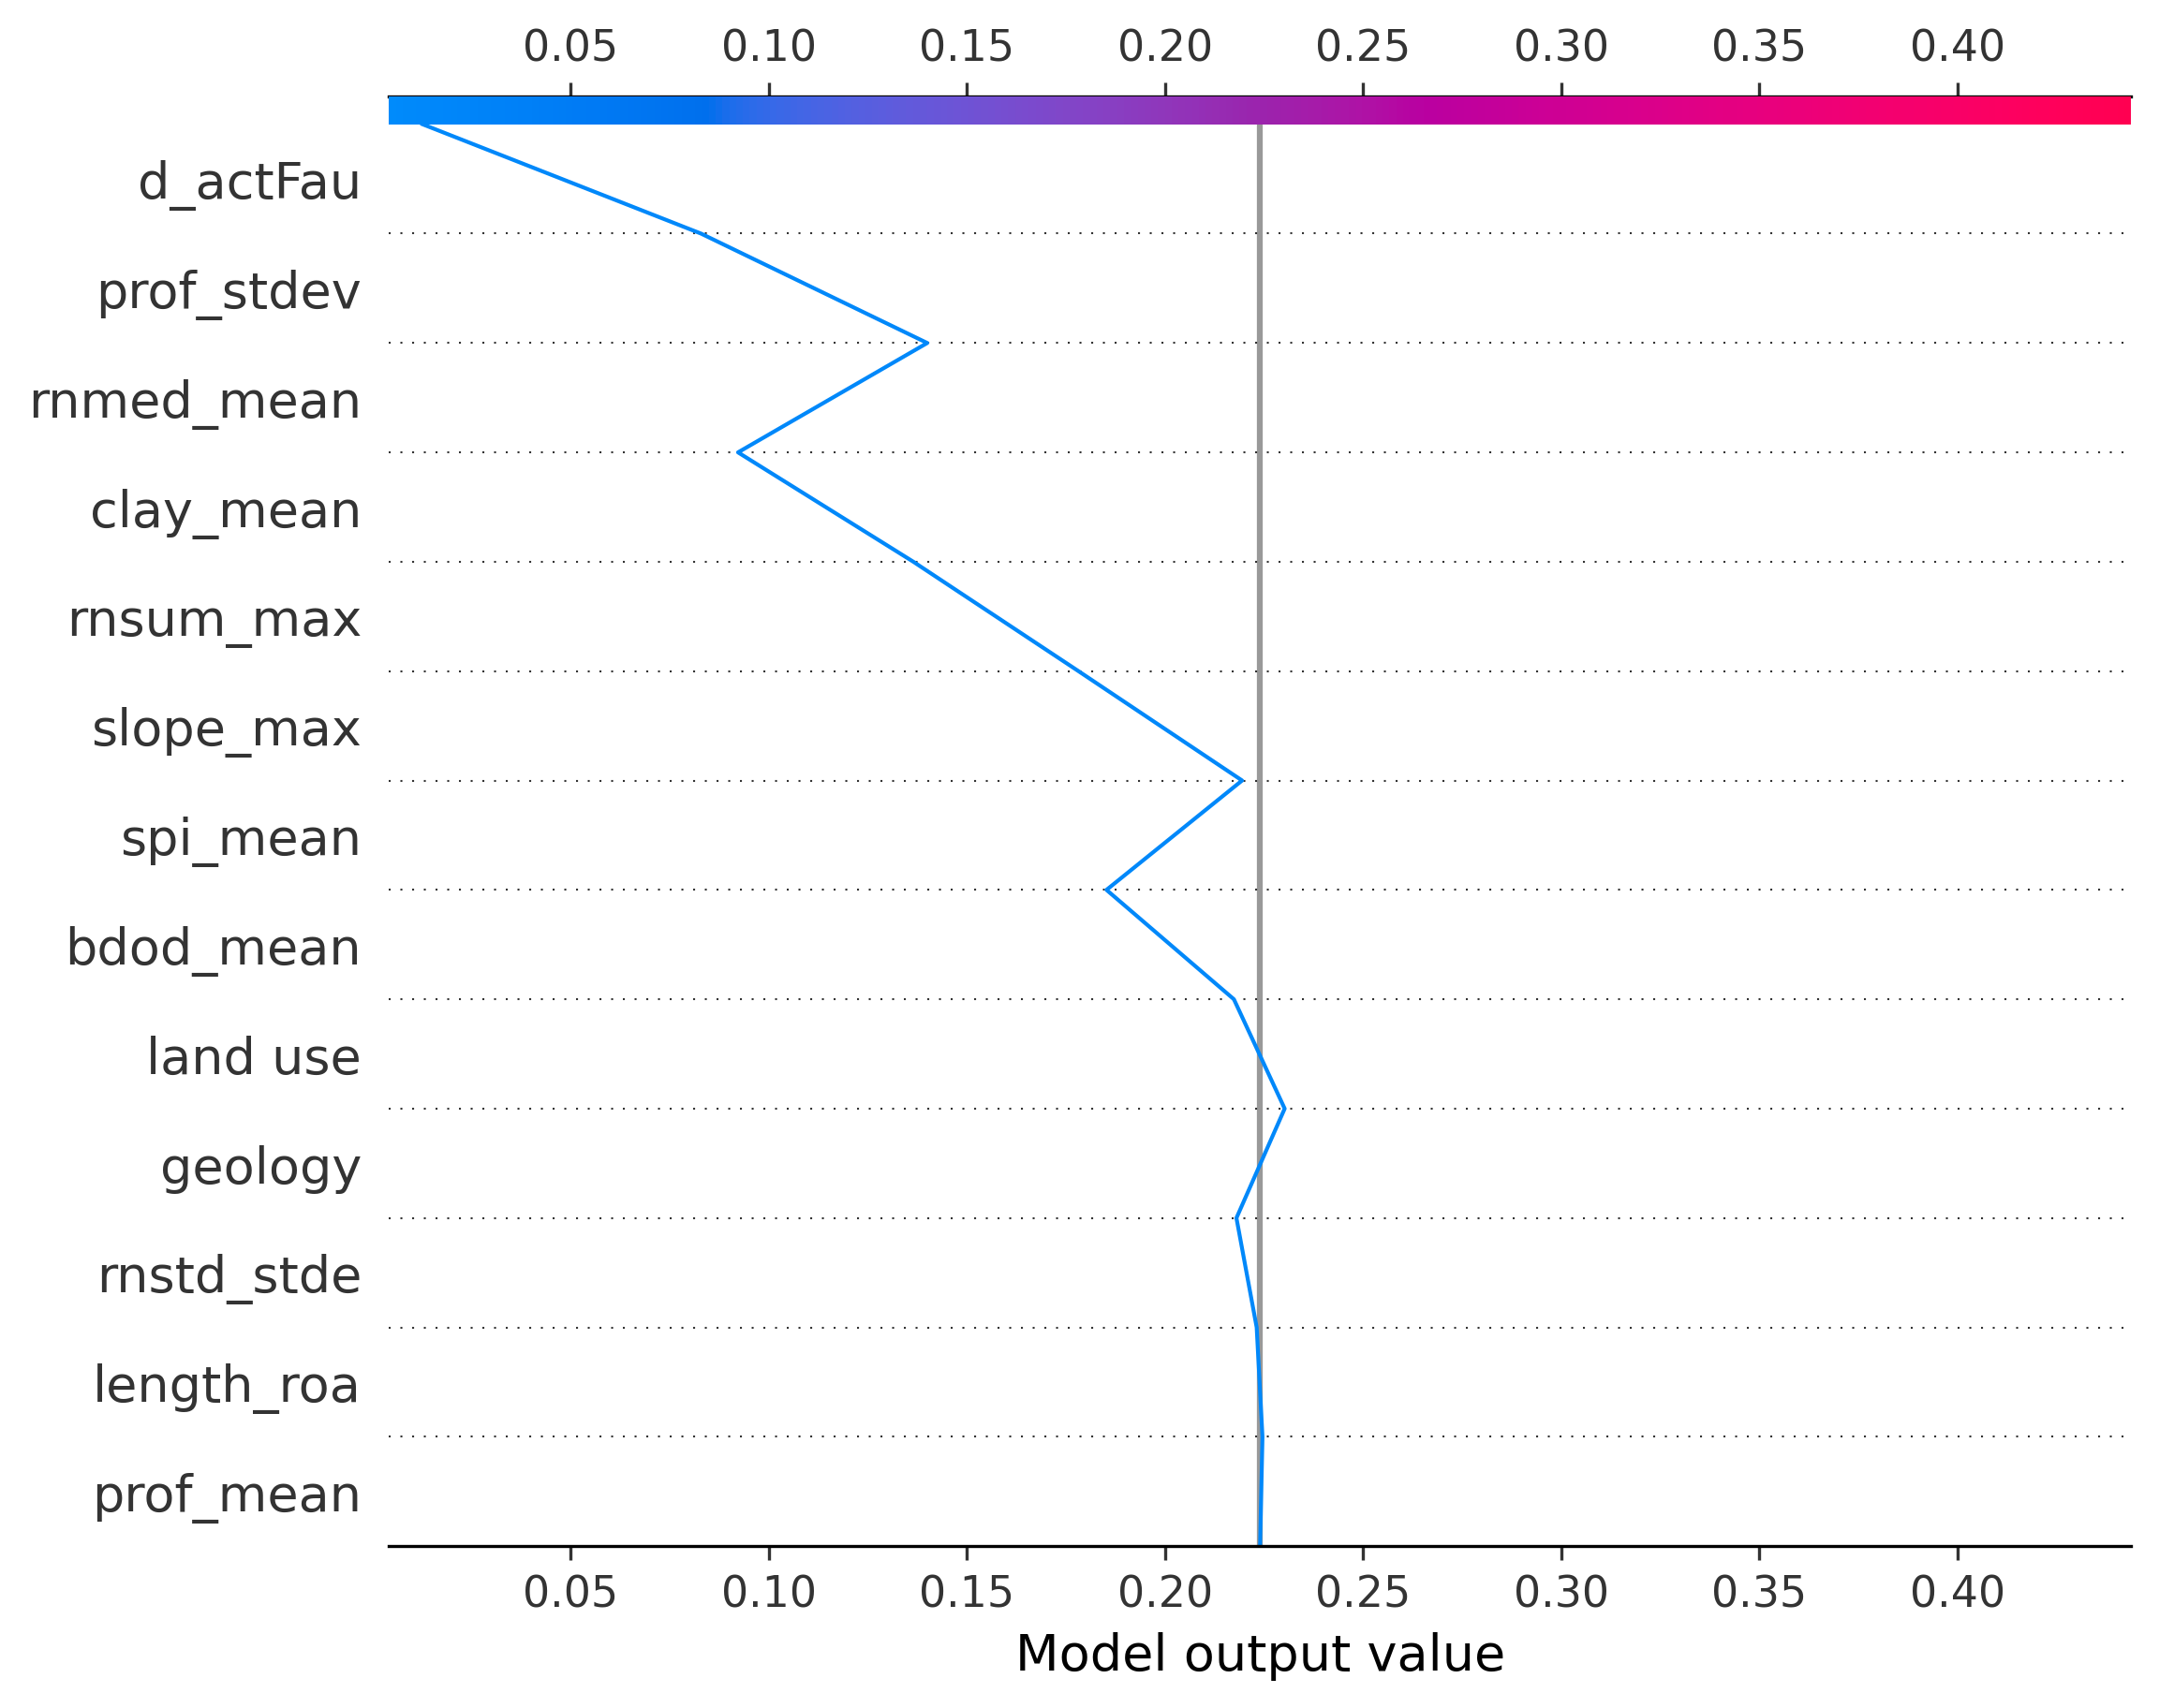 0.05 0.10 0.15 0.20 0.25 0.30 0.35 0.40
d_actFau
prof_stdev
rnmed_mean
clay_mean
rnsum_max
slope_max
spi_mean
bdod_mean
land use
geology
rnstd_stde
length_roa
prof_mean
0.05 0.10 0.15 0.20 0.25 0.30 0.35 0.40
Model output value